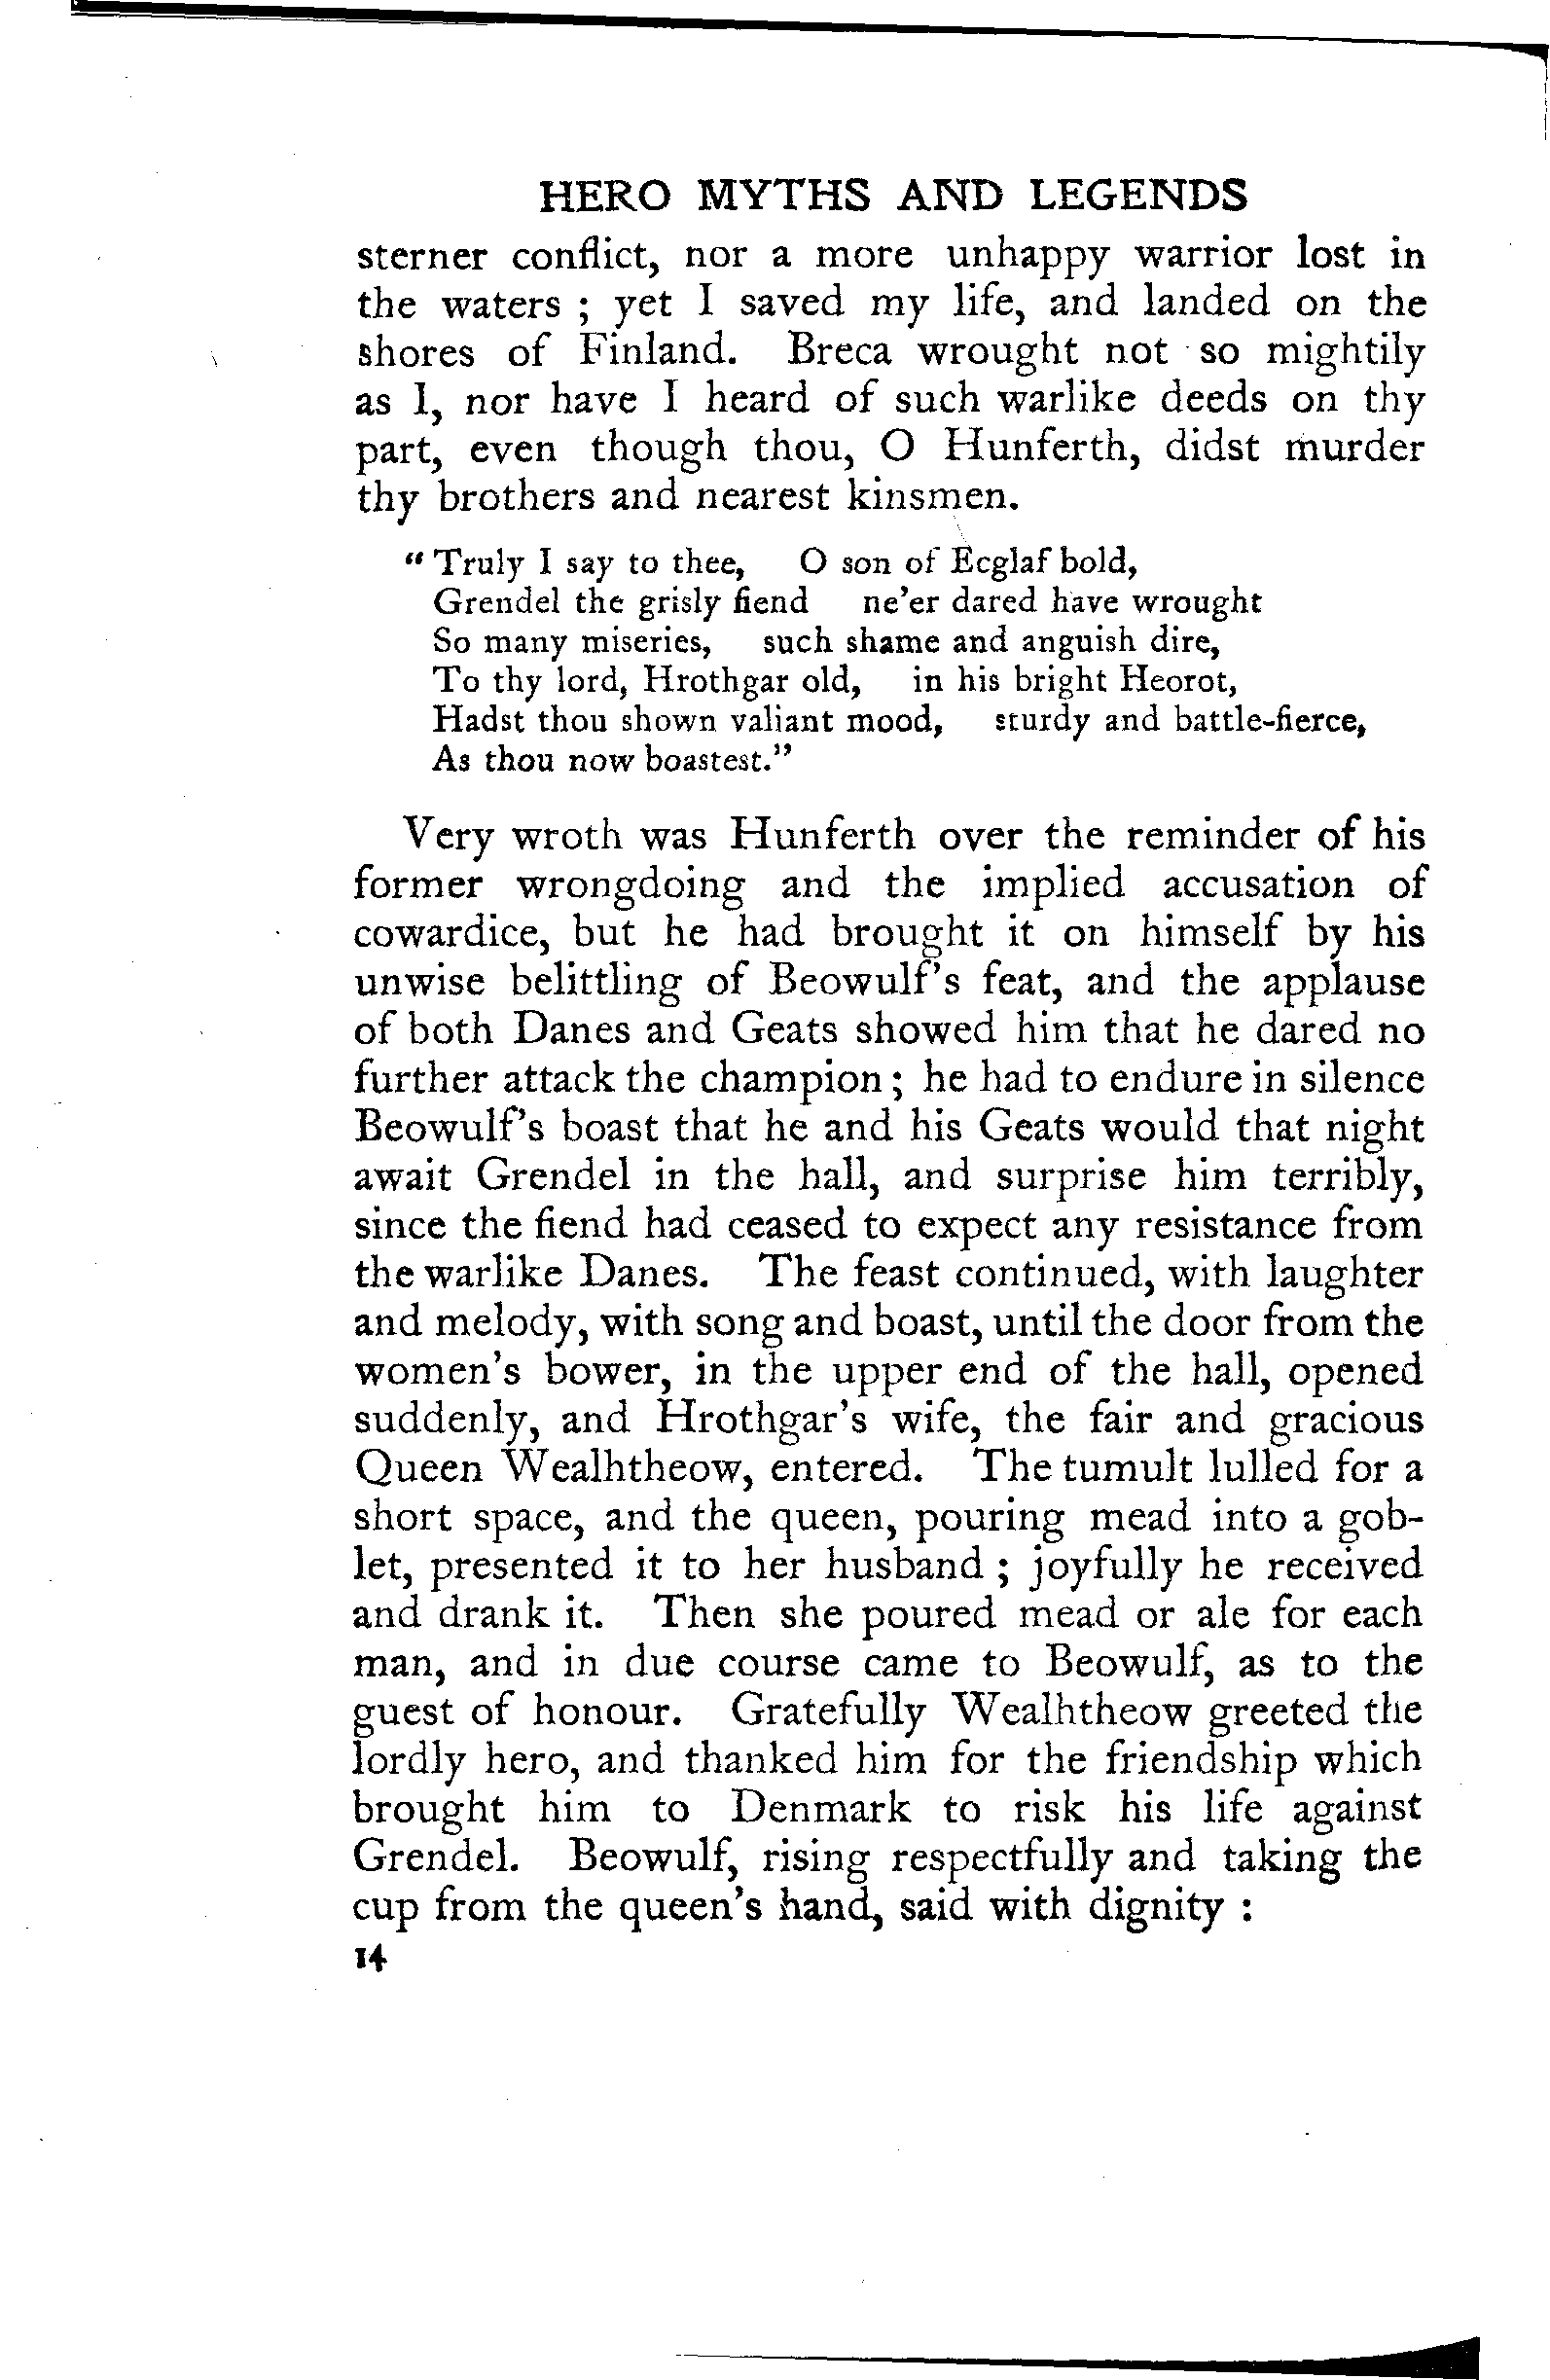 HERO MYTHS AND LEGENDS
sterner conflict, nor a more unhappy warrior lost in
the waters ; yet I saved my life, and landed on the
shores of Finland. Breca wrought not so mightily
as I, nor have I heard of such warlike deeds on thy
part, even though thou, O Hunferth, didst murder
thy brothers and nearest kinsmen.
“ Truly I say to thee, O son of Ecglaf bold,
Grendel the grisly fiend ne’er dared have wrought
So many miseries, such shame and anguish dire,
To thy lord, Hrothgar old, in his bright Heorot,
Hadst thou shown valiant mood, sturdy and battle-fierce,
As thou now boastest.”
Very wroth was Hunferth over the reminder of his
former wrongdoing and the implied accusation of
cowardice, but he had brought it on himself by his
unwise belittling of Beowulf’s feat, and the applause
of both Danes and Geats showed him that he dared no
further attack the champion ; he had to endure in silence
Beowulf’s boast that he and his Geats would that night
await Grendel in the hall, and surprise him terribly,
since the fiend had ceased to expect any resistance from
the warlike Danes. The feast continued, with laughter
and melody, with song and boast, until the door from the
women’s bower, in the upper end of the hall, opened
suddenly, and Hrothgar’s wife, the fair and gracious
Queen Wealhtheow, entered. The tumult lulled for a
short space, and the queen, pouring mead into a gob-
let, presented it to her husband ; joyfully he received
and drank it. Then she poured mead or ale for each
man, and in due course came to Beowulf, as to the
guest of honour. Gratefully Wealhtheow greeted the
lordly hero, and thanked him for the friendship which
brought him to Denmark to risk his life against
Grendel. Beowulf, rising respectfully and taking the
cup from the queen’s hand, said with dignity :
14